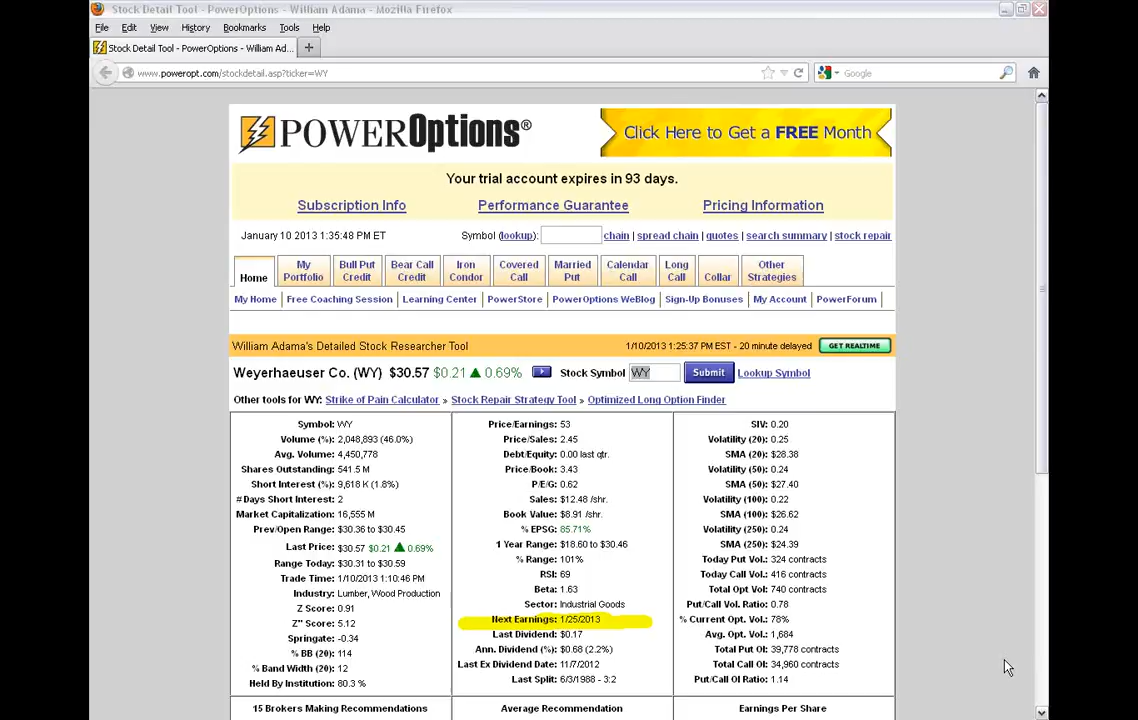 Stock Detail Tool - PowerOptions - William Adama - Mozilla Firefox
File Edit View History Bookmarks Tools Help
Stock Detail Tool - PowerOptions - William Ad... +
www.poweropt.com/stockdetail.asp?ticker=WY Google
POWEROptions®
Click Here to Get a FREE Month
Your trial account expires in 93 days.
Subscription Info Performance Guarantee Pricing Information
January 10 2013 1:35:48 PM ET Symbol (lookup): chain | spread chain | quotes | search summary | stock repair
Home My Portfolio Bull Put Credit Bear Call Credit Iron Condor Covered Call Married Put Calendar Call Long Call Collar Other Strategies
My Home | Free Coaching Session | Learning Center | PowerStore | PowerOptions WeBlog | Sign-Up Bonuses | My Account | PowerForum |
William Adama's Detailed Stock Researcher Tool 1/10/2013 1:25:37 PM EST - 20 minute delayed GET REALTIME
Weyerhaeuser Co. (WY) $30.57 $0.21 ▲ 0.69% Stock Symbol WY Submit Lookup Symbol
Other tools for WY: Strike of Pain Calculator » Stock Repair Strategy Tool » Optimized Long Option Finder
Symbol: WY
Volume (%): 2,048,893 (46.0%)
Avg. Volume: 4,450,778
Shares Outstanding: 541.5 M
Short Interest (%): 9,618 K (1.8%)
# Days Short Interest: 2
Market Capitalization: 16,555 M
Prev/Open Range: $30.36 to $30.45
Last Price: $30.57 $0.21 ▲ 0.69%
Range Today: $30.31 to $30.59
Trade Time: 1/10/2013 1:10:46 PM
Industry: Lumber, Wood Production
Z Score: 0.91
Z" Score: 5.12
Springate: -0.34
% BB (20): 114
% Band Width (20): 12
Held By Institution: 80.3 %
Price/Earnings: 53
Price/Sales: 2.45
Debt/Equity: 0.00 last qtr.
Price/Book: 3.43
P/E/G: 0.62
Sales: $12.48 /shr.
Book Value: $8.91 /shr.
% EPSG: 85.71%
1 Year Range: $18.60 to $30.46
% Range: 101%
RSI: 69
Beta: 1.63
Sector: Industrial Goods
Next Earnings: 1/25/2013
Last Dividend: $0.17
Ann. Dividend (%): $0.68 (2.2%)
Last Ex Dividend Date: 11/7/2012
Last Split: 6/3/1988 - 3:2
SIV: 0.20
Volatility (20): 0.25
SMA (20): $28.38
Volatility (50): 0.24
SMA (50): $27.40
Volatility (100): 0.22
SMA (100): $26.62
Volatility (250): 0.24
SMA (250): $24.39
Today Put Vol.: 324 contracts
Today Call Vol.: 416 contracts
Total Opt Vol: 740 contracts
Put/Call Vol. Ratio: 0.78
% Current Opt. Vol.: 78%
Avg. Opt. Vol.: 1,684
Total Put OI: 39,778 contracts
Total Call OI: 34,960 contracts
Put/Call OI Ratio: 1.14
15 Brokers Making Recommendations Average Recommendation Earnings Per Share